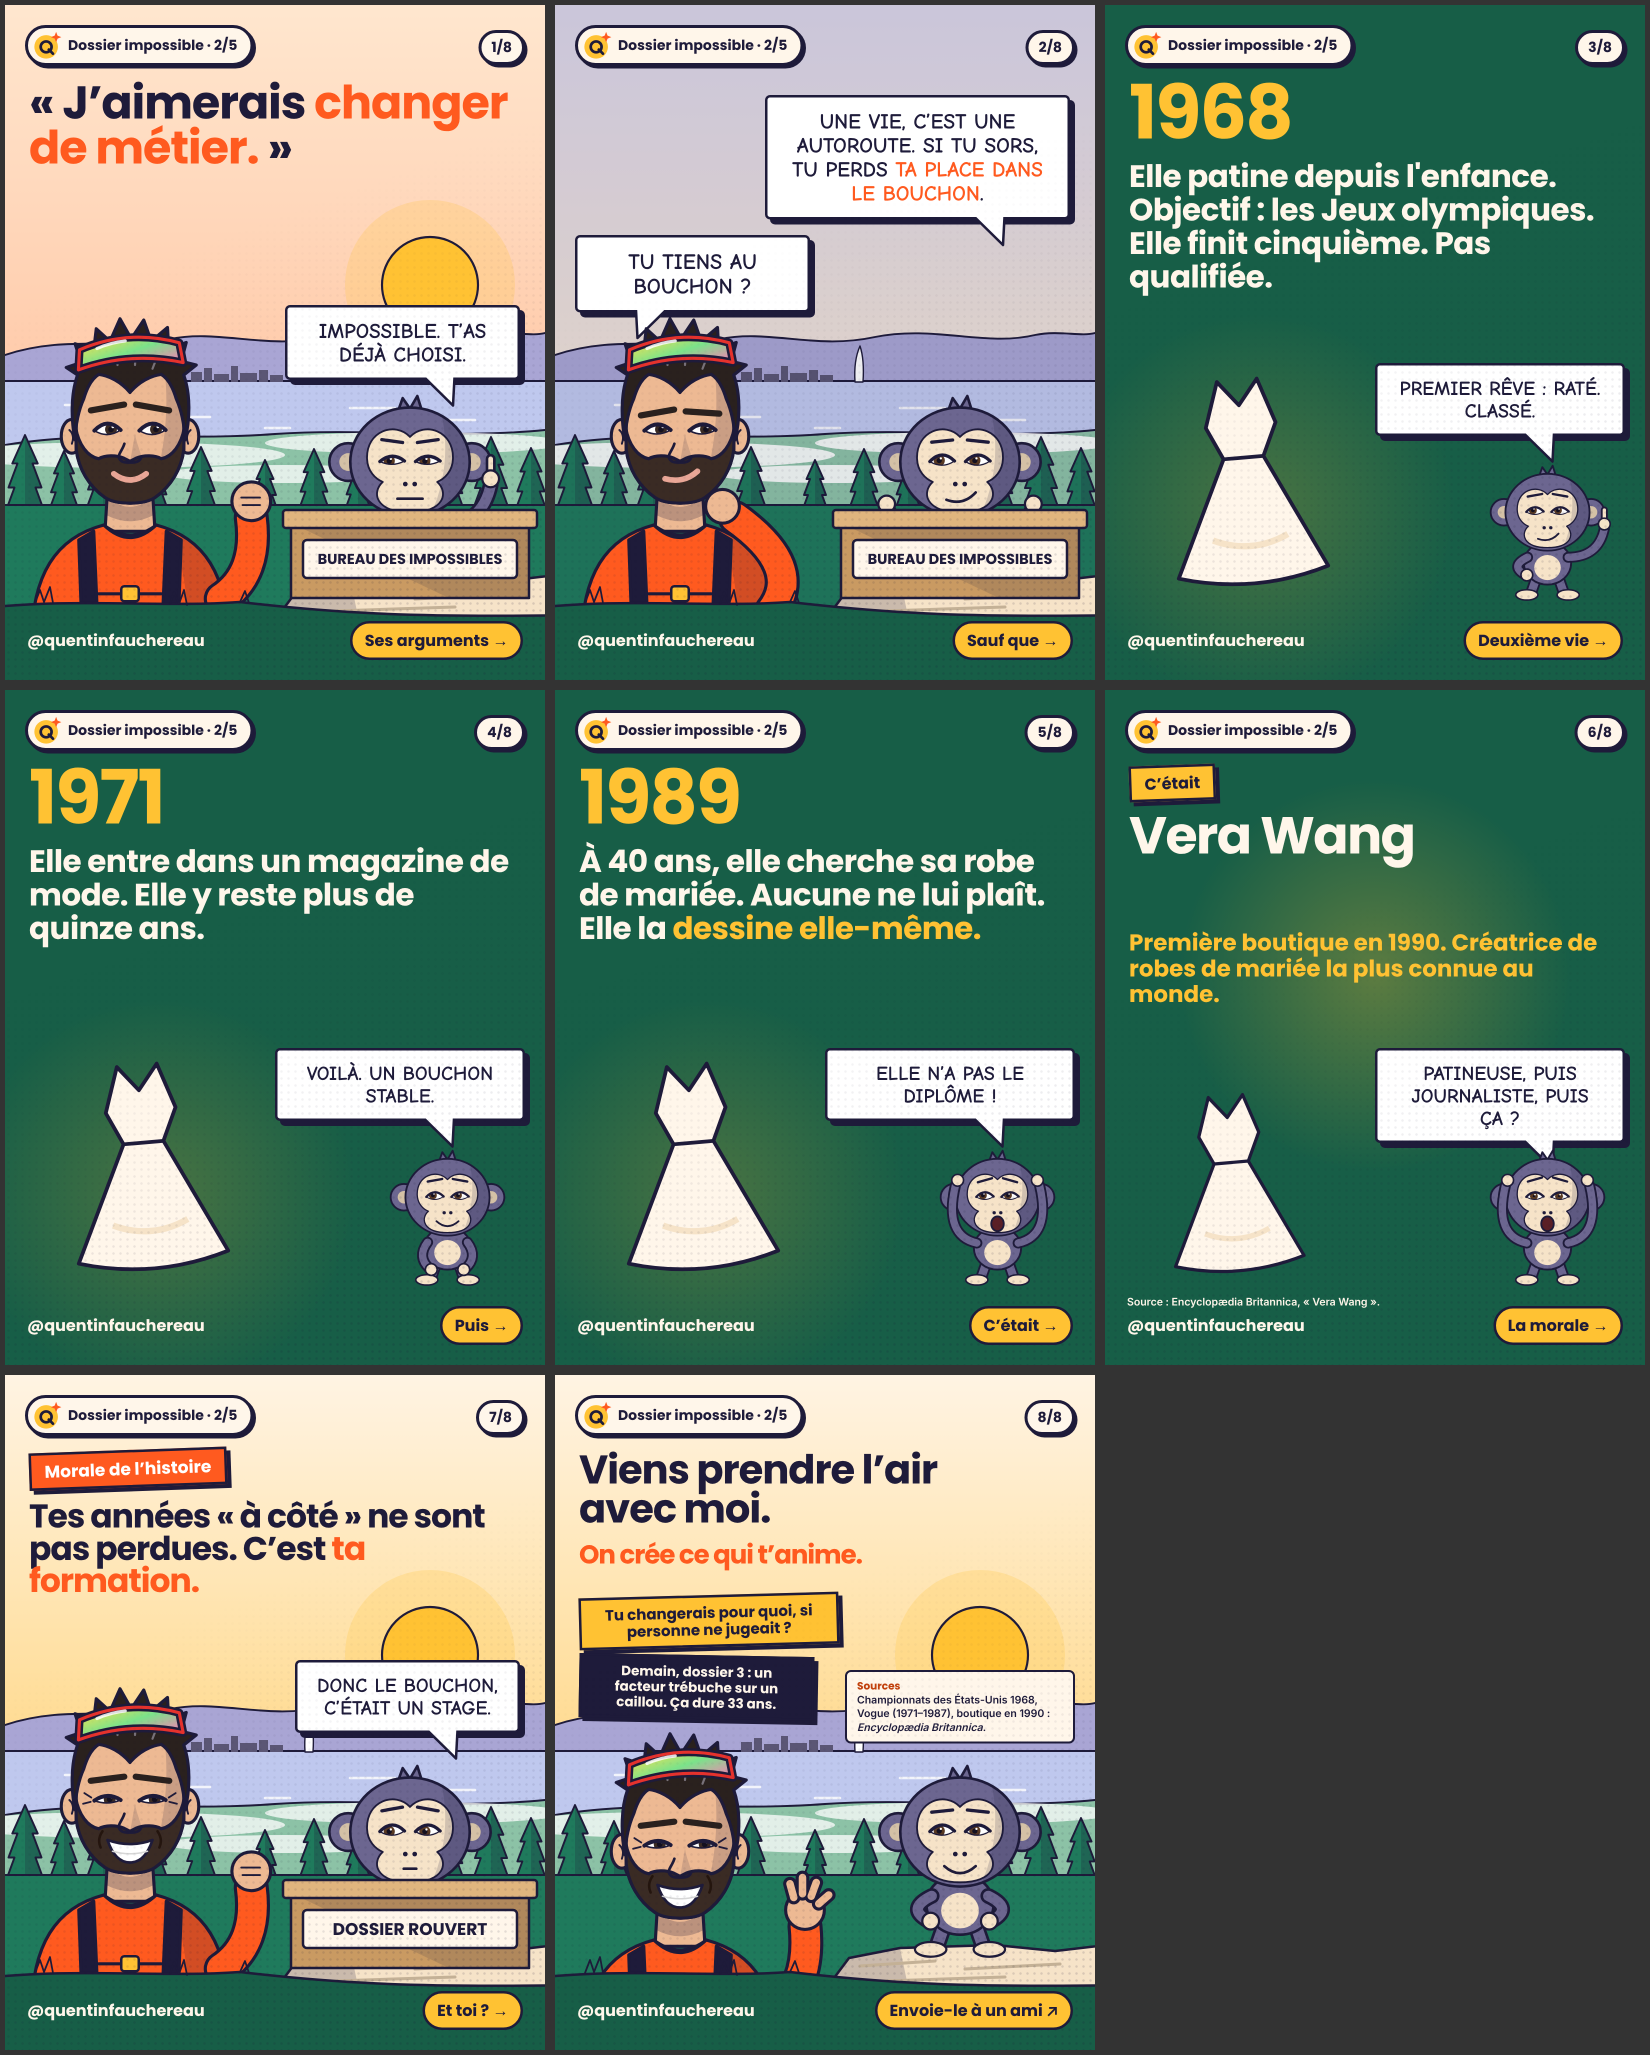 Q Dossier impossible · 2/5
1/8
« J’aimerais changer
de métier. »
IMPOSSIBLE. T’AS
DÉJÀ CHOISI.
BUREAU DES IMPOSSIBLES
@quentinfauchereau
Ses arguments →
Q Dossier impossible · 2/5
2/8
UNE VIE, C’EST UNE
AUTOROUTE. SI TU SORS,
TU PERDS TA PLACE DANS
LE BOUCHON.
TU TIENS AU
BOUCHON ?
BUREAU DES IMPOSSIBLES
@quentinfauchereau
Sauf que →
Q Dossier impossible · 2/5
3/8
1968
Elle patine depuis l'enfance.
Objectif : les Jeux olympiques.
Elle finit cinquième. Pas
qualifiée.
PREMIER RÊVE : RATÉ.
CLASSÉ.
@quentinfauchereau
Deuxième vie →
Q Dossier impossible · 2/5
4/8
1971
Elle entre dans un magazine de
mode. Elle y reste plus de
quinze ans.
VOILÀ. UN BOUCHON
STABLE.
@quentinfauchereau
Puis →
Q Dossier impossible · 2/5
5/8
1989
À 40 ans, elle cherche sa robe
de mariée. Aucune ne lui plaît.
Elle la dessine elle-même.
ELLE N’A PAS LE
DIPLÔME !
@quentinfauchereau
C’était →
Q Dossier impossible · 2/5
6/8
C’était
Vera Wang
Première boutique en 1990. Créatrice de
robes de mariée la plus connue au
monde.
PATINEUSE, PUIS
JOURNALISTE, PUIS
ÇA ?
Source : Encyclopædia Britannica, « Vera Wang ».
@quentinfauchereau
La morale →
Q Dossier impossible · 2/5
7/8
Morale de l’histoire
Tes années « à côté » ne sont
pas perdues. C’est ta
formation.
DONC LE BOUCHON,
C’ÉTAIT UN STAGE.
DOSSIER ROUVERT
@quentinfauchereau
Et toi ? →
Q Dossier impossible · 2/5
8/8
Viens prendre l’air
avec moi.
On crée ce qui t’anime.
Tu changerais pour quoi, si
personne ne jugeait ?
Demain, dossier 3 : un
facteur trébuche sur un
caillou. Ça dure 33 ans.
Sources
Championnats des États-Unis 1968,
Vogue (1971–1987), boutique en 1990 :
Encyclopædia Britannica.
@quentinfauchereau
Envoie-le à un ami ↗